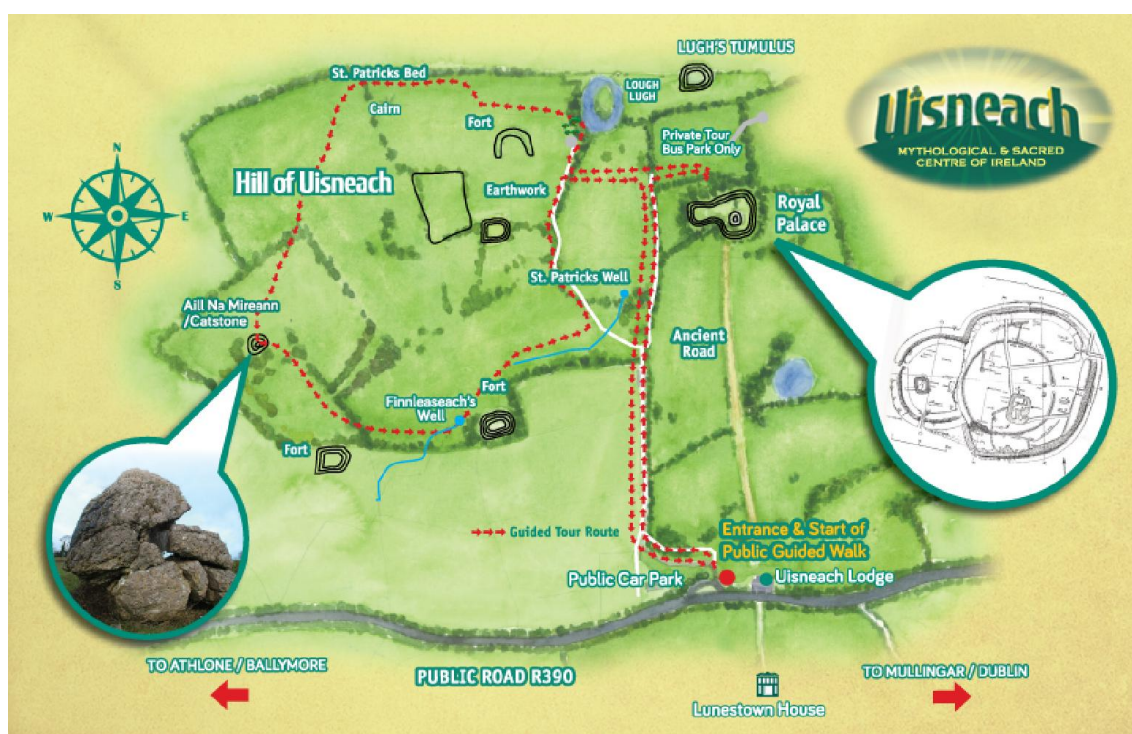 LUGH'S TUMULUS
St. Patricks Bed
LOUGH
LUGH
Cairn
Fort
Private Tour
Bus Park Only
Uisneach
MYTHOLOGICAL & SACRED
CENTRE OF IRELAND
N
W
E
S
Hill of Uisneach
Earthwork
Royal
Palace
St. Patricks Well
Aill Na Mireann
/Catstone
Ancient
Road
Fort
Finnleaseach's
Well
Fort
Guided Tour Route
Entrance & Start of
Public Guided Walk
Public Car Park
Uisneach Lodge
TO ATHLONE / BALLYMORE
PUBLIC ROAD R390
TO MULLINGAR / DUBLIN
Lunestown House